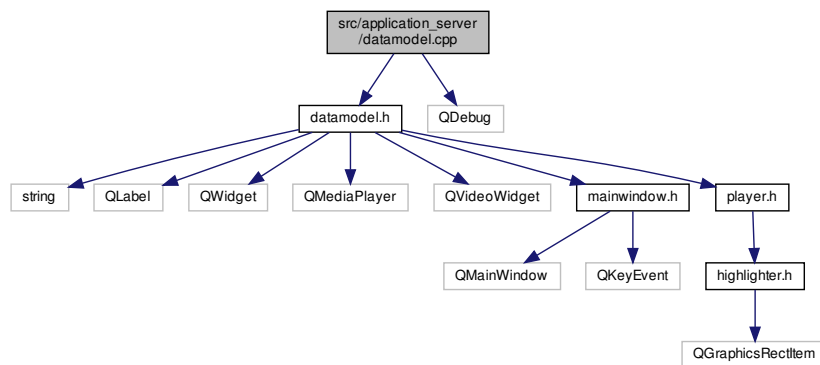 src/application_server
/datamodel.cpp
datamodel.h
QDebug
string
QLabel
QWidget
QMediaPlayer
QVideoWidget
mainwindow.h
player.h
QMainWindow
QKeyEvent
highlighter.h
QGraphicsRectItem